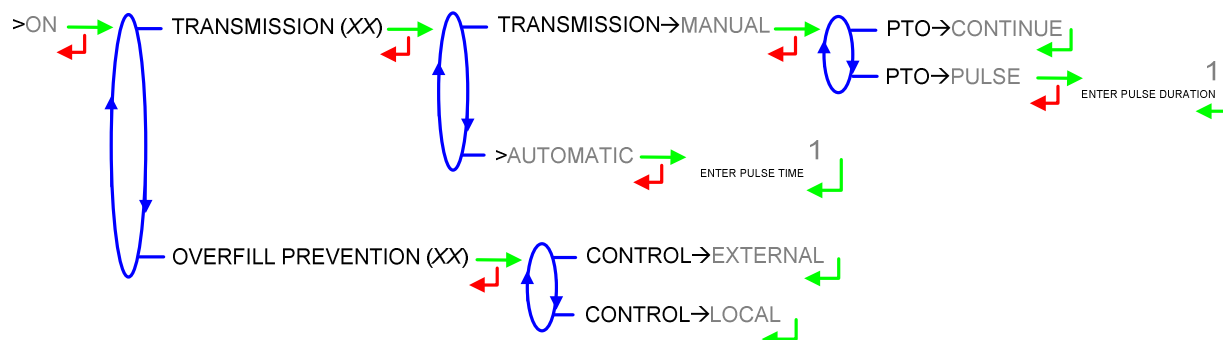 >ON
TRANSMISSION (XX)
TRANSMISSION→MANUAL
PTO→CONTINUE
PTO→PULSE
1
ENTER PULSE DURATION
>AUTOMATIC
1
ENTER PULSE TIME
OVERFILL PREVENTION (XX)
CONTROL→EXTERNAL
CONTROL→LOCAL